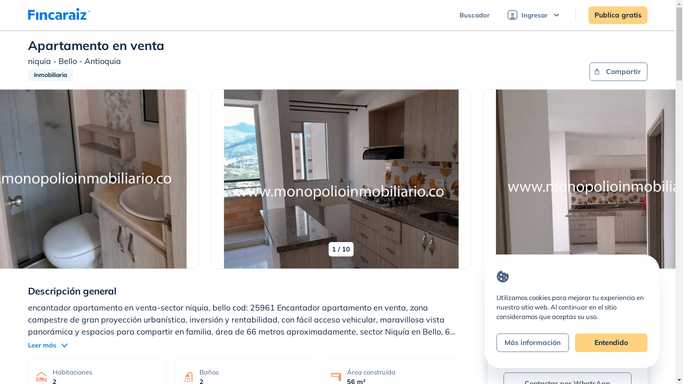 Fincaraiz
Buscador
Ingresar
Publica gratis
Apartamento en venta
niquia - Bello - Antioquia
Inmobiliaria
Compartir
www.monopolioinmobiliario.co
1 / 10
Descripción general
encantador apartamento en venta-sector niquia, bello cod: 25961 Encantador apartamento en venta, zona
campestre de gran proyección urbanística, inversión y rentabilidad, con fácil acceso vehicular, maravillosa vista
panorámica y espacios para compartir en familia, área de 66 metros aproximadamente, sector Niquía en Bello, 6...
Leer más
Habitaciones
2
Baños
2
Área construida
56 m²
Utilizamos cookies para mejorar tu experiencia en
nuestro sitio web. Al continuar en el sitio
consideramos que aceptas su uso.
Más información
Entendido
Contactar por WhatsApp